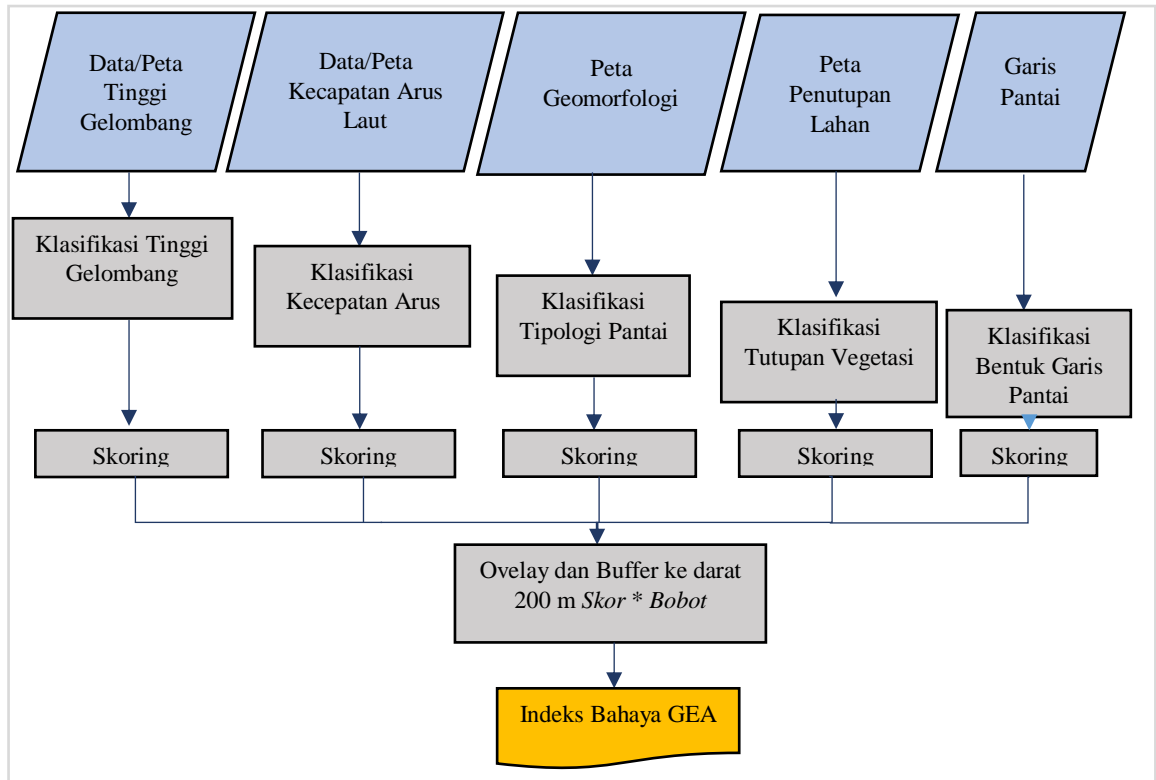 Data/Peta
Tinggi
Gelombang
Data/Peta
Kecapatan Arus
Laut
Peta
Geomorfologi
Peta
Penutupan
Lahan
Garis
Pantai
Klasifikasi Tinggi
Gelombang
Klasifikasi
Kecepatan Arus
Klasifikasi
Tipologi Pantai
Klasifikasi
Tutupan Vegetasi
Klasifikasi
Bentuk Garis
Pantai
Skoring
Skoring
Skoring
Skoring
Skoring
Ovelay dan Buffer ke darat
200 m Skor * Bobot
Indeks Bahaya GEA